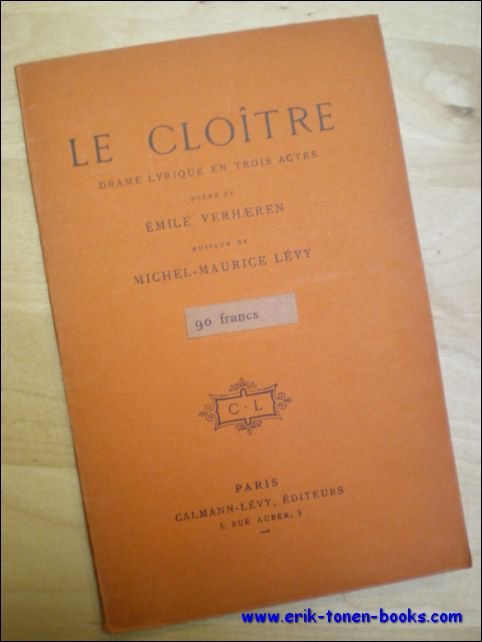 LE CLOÎTRE
DRAME LYRIQUE EN TROIS ACTES
POÈME DE
ÉMILE VERHÆREN
MUSIQUE DE
MICHEL-MAURICE LÉVY
90 francs
C·L
PARIS
CALMANN-LÉVY, ÉDITEURS
3, RUE AUBER, 3
www.erik-tonen-books.com